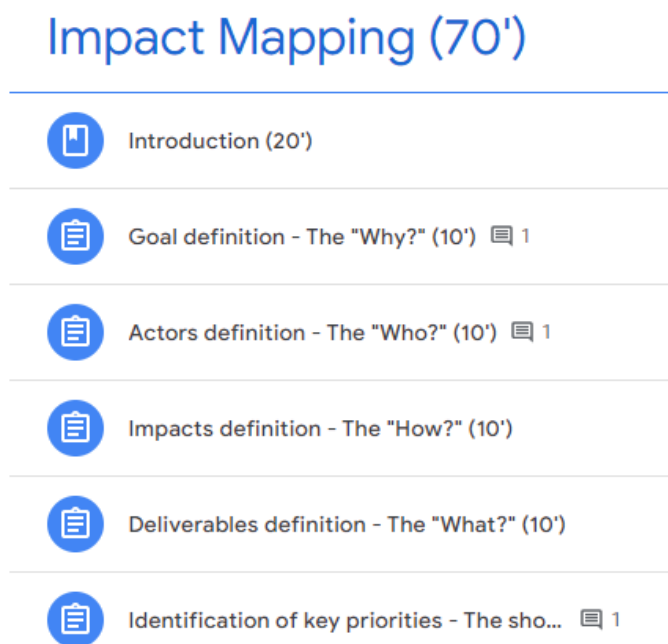 Impact Mapping (70')
Introduction (20')
Goal definition - The "Why?" (10') 1
Actors definition - The "Who?" (10') 1
Impacts definition - The "How?" (10')
Deliverables definition - The "What?" (10')
Identification of key priorities - The sho... 1